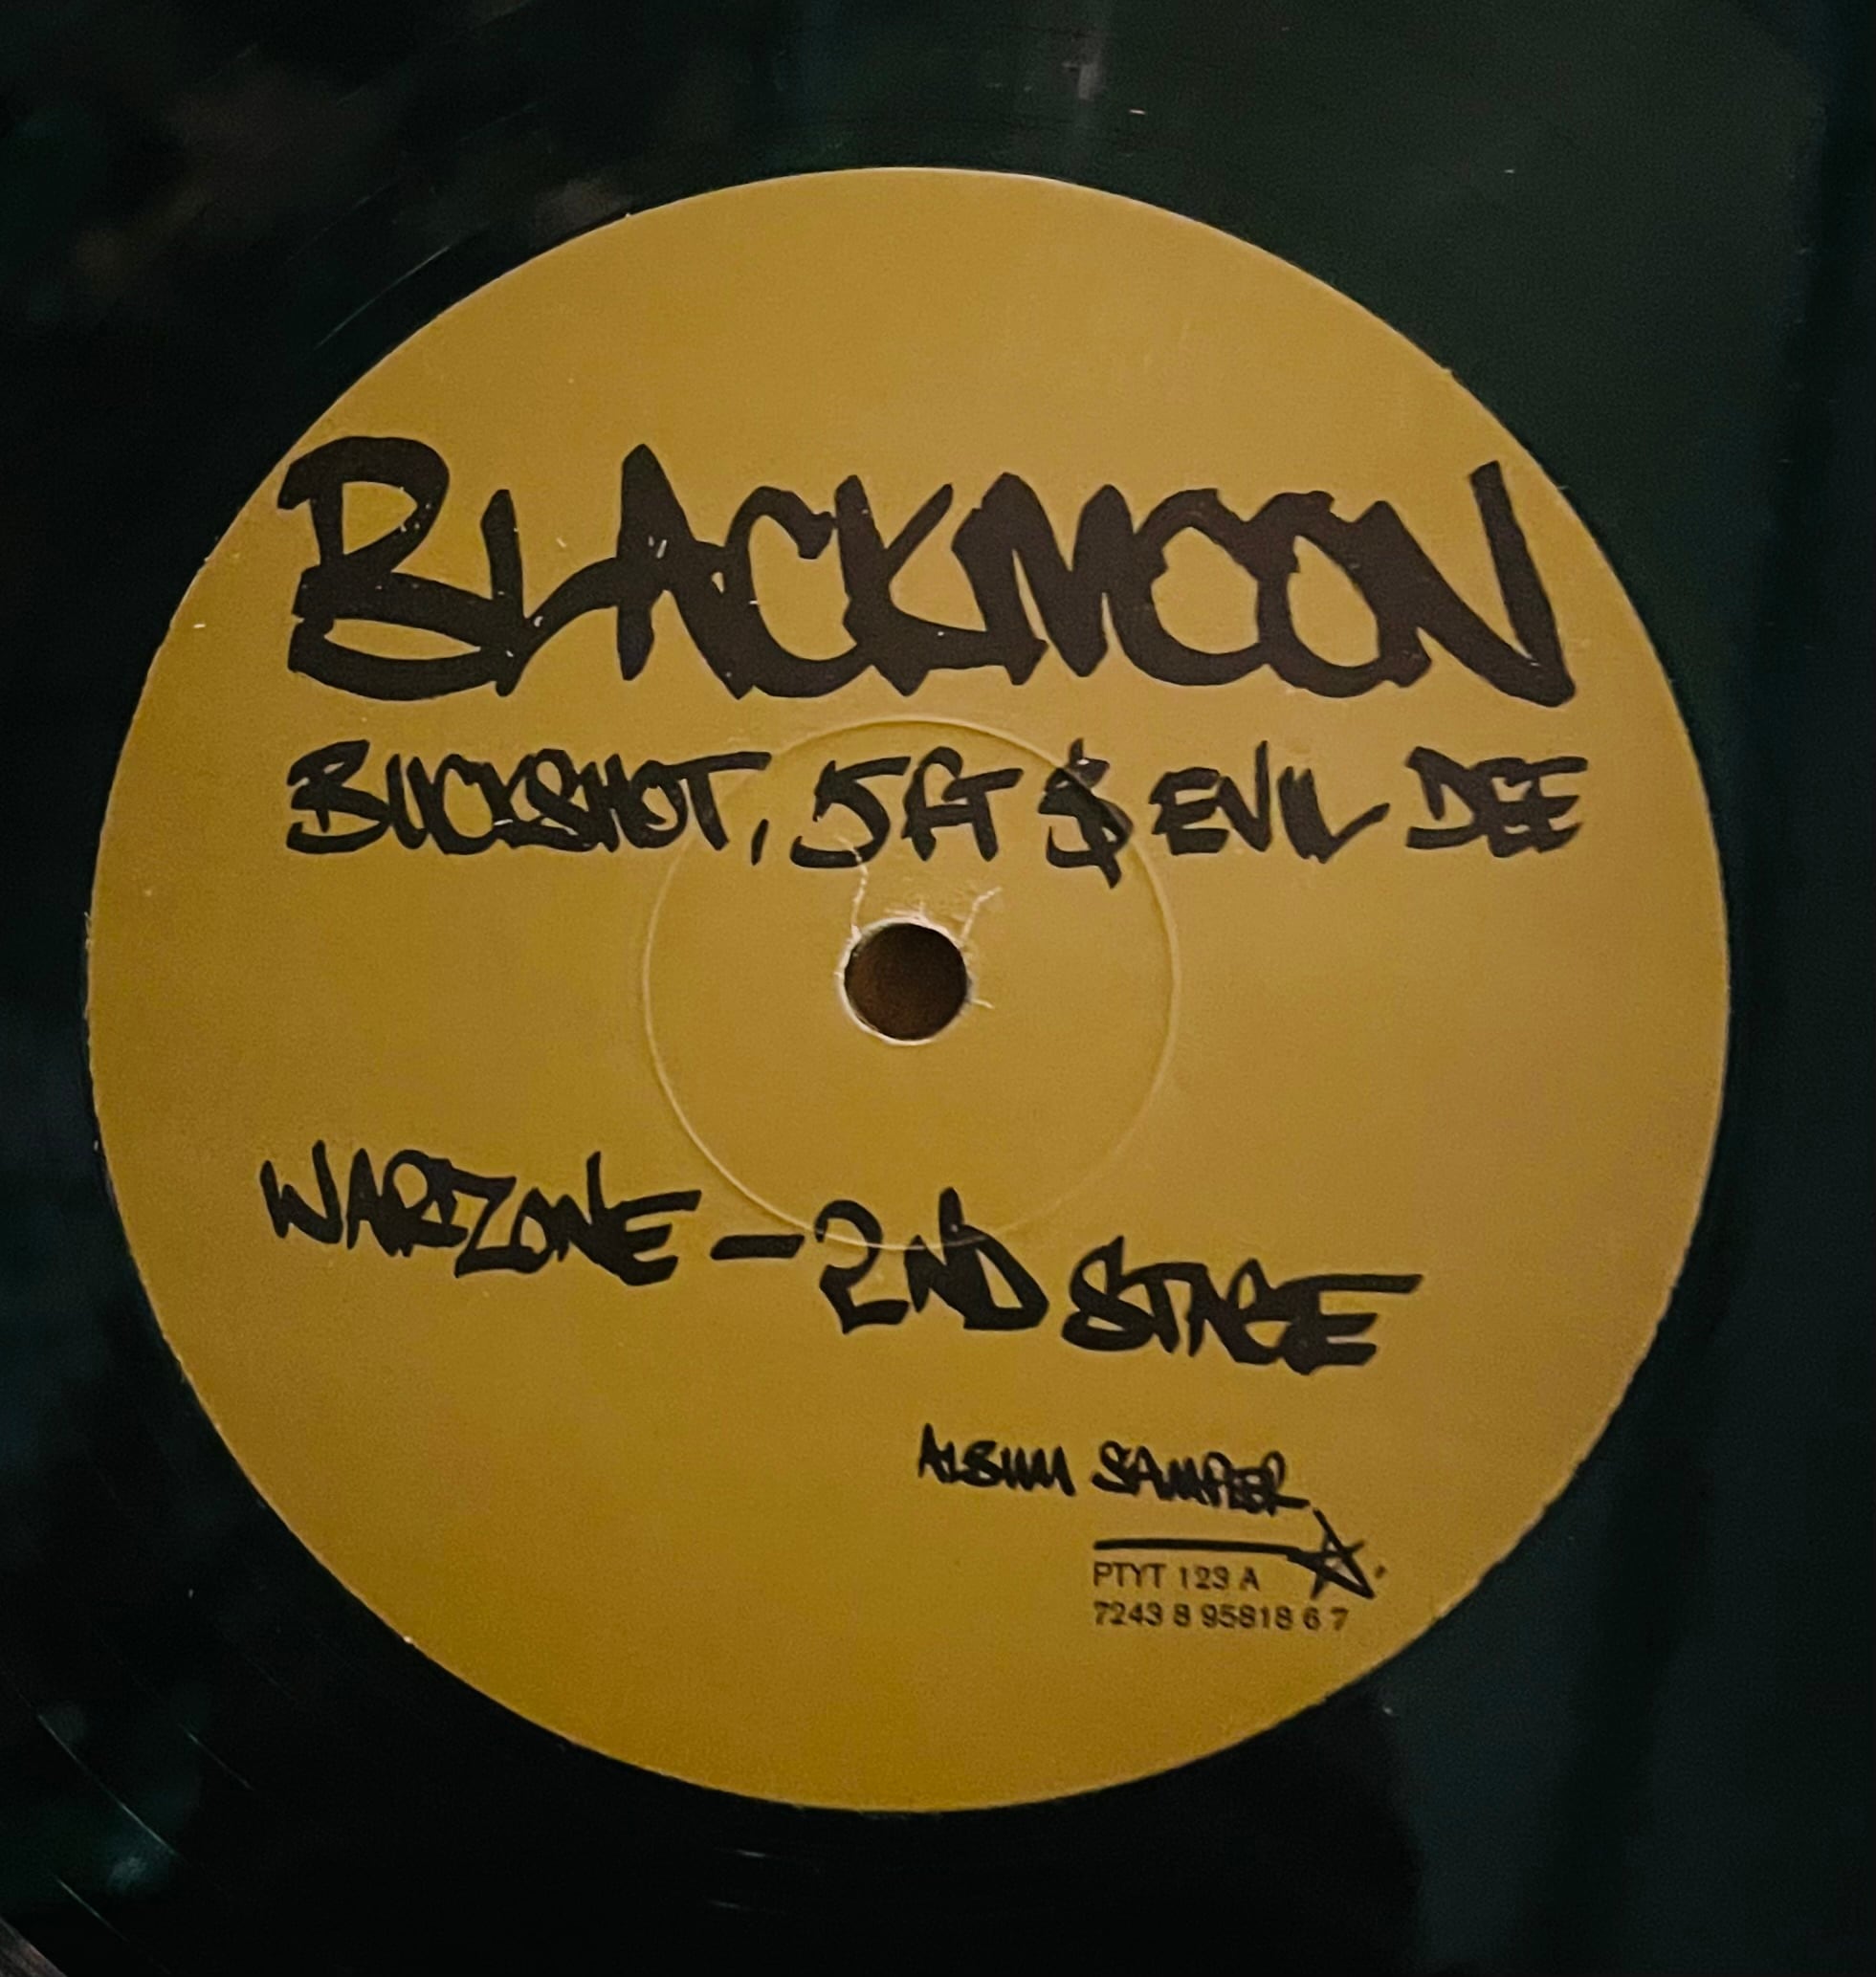 BLACKMOON
BUCKSHOT, 5FT $ EVIL DEE
WARZONE - 2ND STAGE
ALBUM SAMPLER
PTYT 123 A
7243 8 95818 6 7